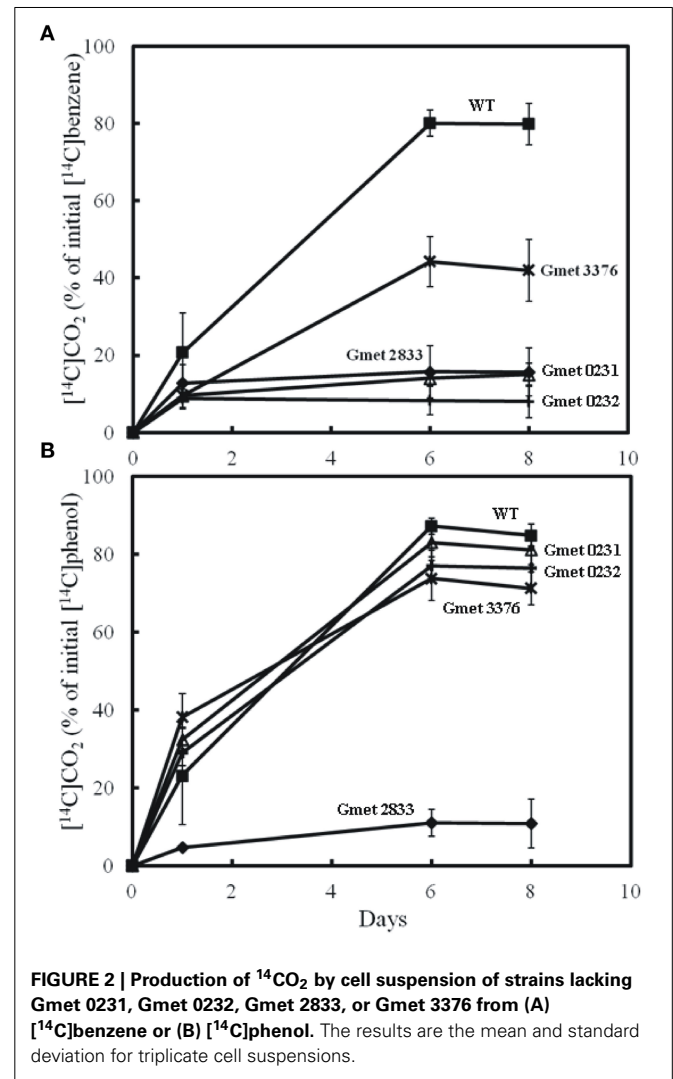 A
[¹⁴C]CO₂ (% of initial [¹⁴C]benzene)
100
80
60
40
20
0
WT
Gmet 3376
Gmet 2833
Gmet 0231
Gmet 0232
0 2 4 6 8 10
B
[¹⁴C]CO₂ (% of initial [¹⁴C]phenol)
100
80
60
40
20
0
WT
Gmet 0231
Gmet 0232
Gmet 3376
Gmet 2833
0 2 4 6 8 10
Days
FIGURE 2 | Production of ¹⁴CO₂ by cell suspension of strains lacking
Gmet 0231, Gmet 0232, Gmet 2833, or Gmet 3376 from (A)
[¹⁴C]benzene or (B) [¹⁴C]phenol. The results are the mean and standard
deviation for triplicate cell suspensions.